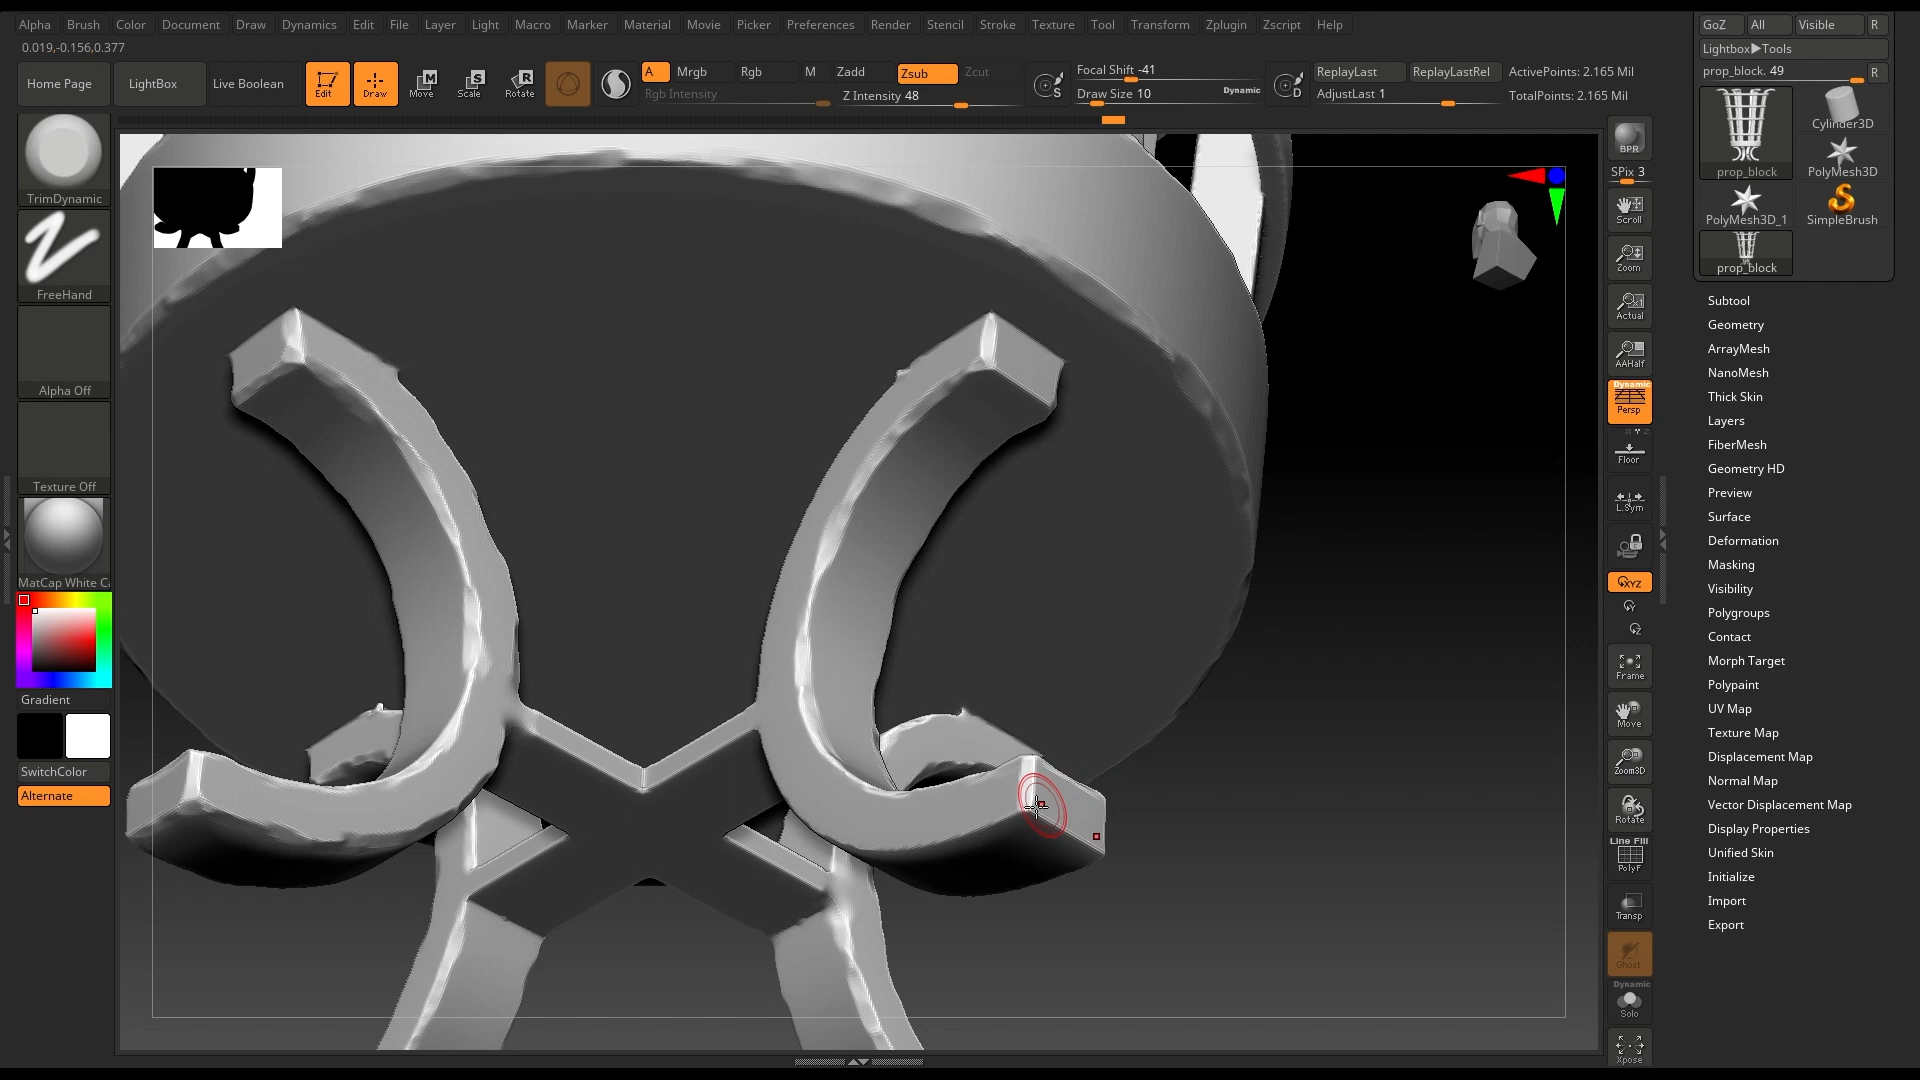 Alpha Brush Color Document Draw Dynamics Edit File Layer Light Macro Marker Material Movie Picker Preferences Render Stencil Stroke Texture Tool Transform Zplugin Zscript Help
0.019,-0.156,0.377
Home Page LightBox Live Boolean Edit Draw Move Scale Rotate
M S R
A Mrgb Rgb M Zadd Zsub Zcut
Rgb Intensity Z Intensity 48
S Focal Shift -41
Draw Size 10 Dynamic
D ReplayLast ReplayLastRel ActivePoints: 2.165 Mil
AdjustLast 1 TotalPoints: 2.165 Mil
GoZ All Visible R
Lightbox▶Tools
prop_block. 49 R
Cylinder3D
prop_block PolyMesh3D
PolyMesh3D_1 SimpleBrush
prop_block
TrimDynamic
FreeHand
Alpha Off
Texture Off
MatCap White Ca
Gradient
SwitchColor
Alternate
BPR
SPix 3
Scroll
Zoom
Actual
AAHalf
Dynamic
Persp
Floor
L.Sym
XYZ
Y
Z
Frame
Move
Zoom3D
Rotate
Line Fill
PolyF
Transp
Ghost
Dynamic
Solo
Xpose
Subtool
Geometry
ArrayMesh
NanoMesh
Thick Skin
Layers
FiberMesh
Geometry HD
Preview
Surface
Deformation
Masking
Visibility
Polygroups
Contact
Morph Target
Polypaint
UV Map
Texture Map
Displacement Map
Normal Map
Vector Displacement Map
Display Properties
Unified Skin
Initialize
Import
Export